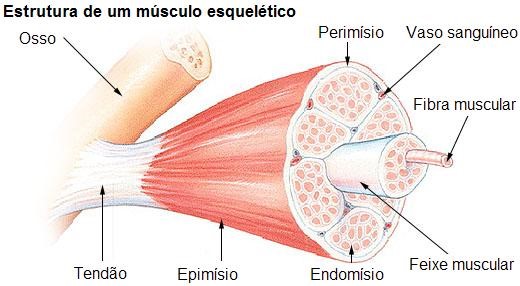 Estrutura de um músculo esquelético
Osso
Perimísio
Vaso sanguíneo
Fibra muscular
Tendão
Epimísio
Endomísio
Feixe muscular